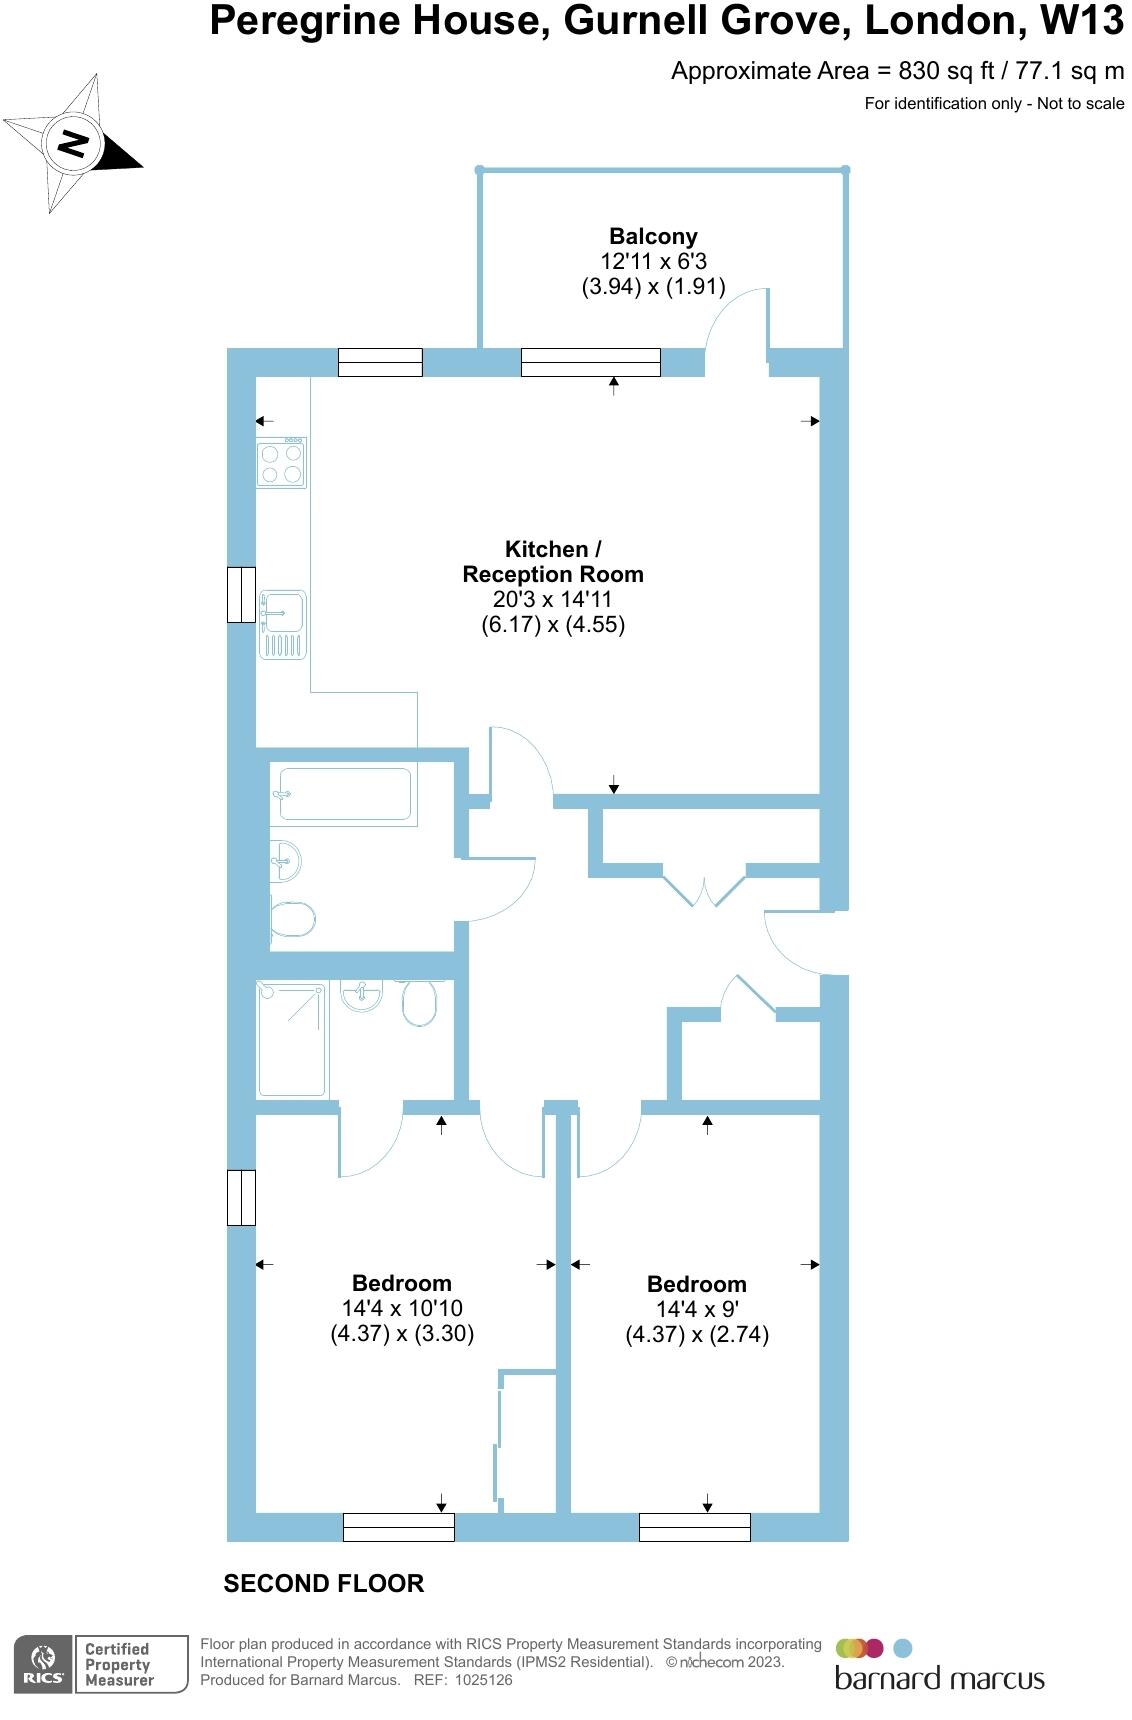 Peregrine House, Gurnell Grove, London, W13
Approximate Area = 830 sq ft / 77.1 sq m
For identification only - Not to scale
N
Balcony
12'11 x 6'3
(3.94) x (1.91)
Kitchen /
Reception Room
20'3 x 14'11
(6.17) x (4.55)
Bedroom
14'4 x 10'10
(4.37) x (3.30)
Bedroom
14'4 x 9'
(4.37) x (2.74)
SECOND FLOOR
RICS
Certified
Property
Measurer
Floor plan produced in accordance with RICS Property Measurement Standards incorporating
International Property Measurement Standards (IPMS2 Residential). © nichecom 2023.
Produced for Barnard Marcus. REF: 1025126
barnard marcus